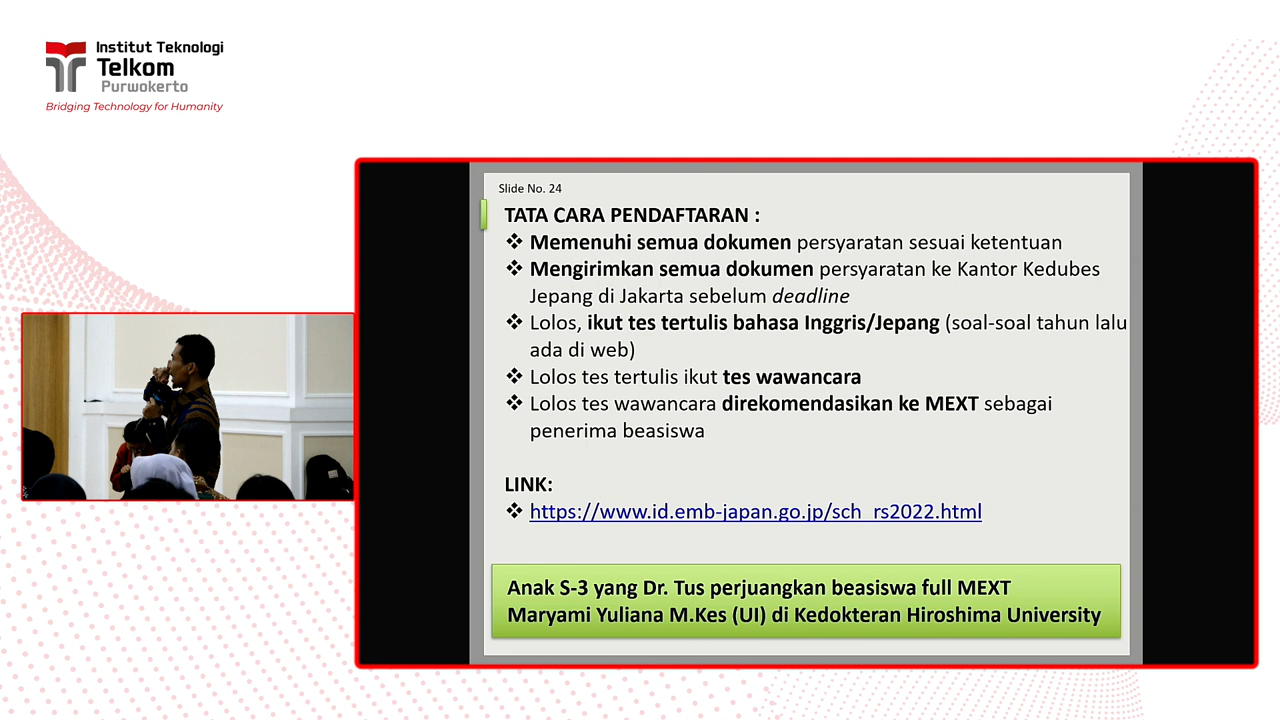 Institut Teknologi
Telkom
Purwokerto
Bridging Technology for Humanity
Slide No. 24
TATA CARA PENDAFTARAN :
❖ Memenuhi semua dokumen persyaratan sesuai ketentuan
❖ Mengirimkan semua dokumen persyaratan ke Kantor Kedubes
Jepang di Jakarta sebelum deadline
❖ Lolos, ikut tes tertulis bahasa Inggris/Jepang (soal-soal tahun lalu
ada di web)
❖ Lolos tes tertulis ikut tes wawancara
❖ Lolos tes wawancara direkomendasikan ke MEXT sebagai
penerima beasiswa
LINK:
❖ https://www.id.emb-japan.go.jp/sch_rs2022.html
Anak S-3 yang Dr. Tus perjuangkan beasiswa full MEXT
Maryami Yuliana M.Kes (UI) di Kedokteran Hiroshima University